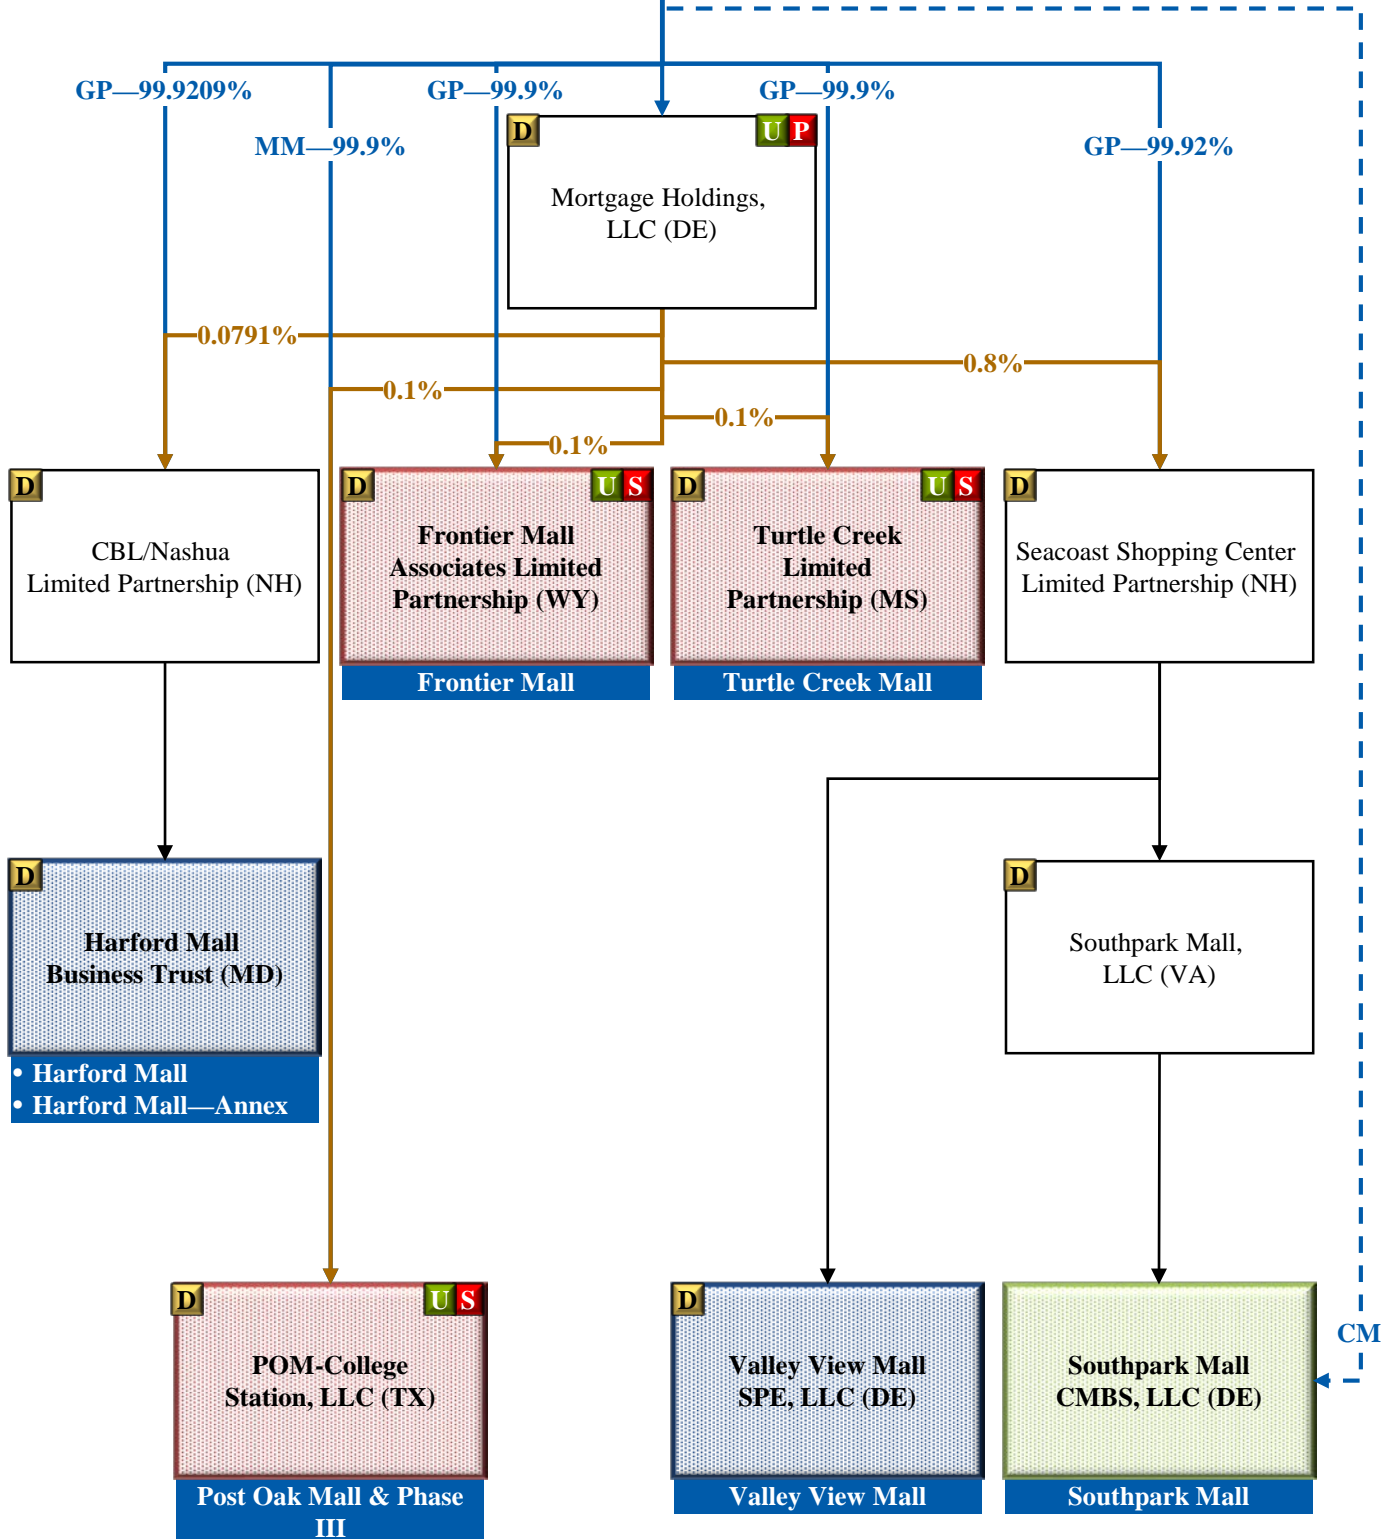 GP—99.9209%
GP—99.9%
GP—99.9%
MM—99.9%
GP—99.92%
D
U P
Mortgage Holdings,
LLC (DE)
0.0791%
0.8%
0.1%
0.1%
0.1%
D
CBL/Nashua
Limited Partnership (NH)
D
U S
Frontier Mall
Associates Limited
Partnership (WY)
Frontier Mall
D
U S
Turtle Creek
Limited
Partnership (MS)
Turtle Creek Mall
D
Seacoast Shopping Center
Limited Partnership (NH)
D
Harford Mall
Business Trust (MD)
• Harford Mall
• Harford Mall—Annex
D
Southpark Mall,
LLC (VA)
D
U S
POM-College
Station, LLC (TX)
Post Oak Mall & Phase
III
D
Valley View Mall
SPE, LLC (DE)
Valley View Mall
Southpark Mall
CMBS, LLC (DE)
Southpark Mall
CM